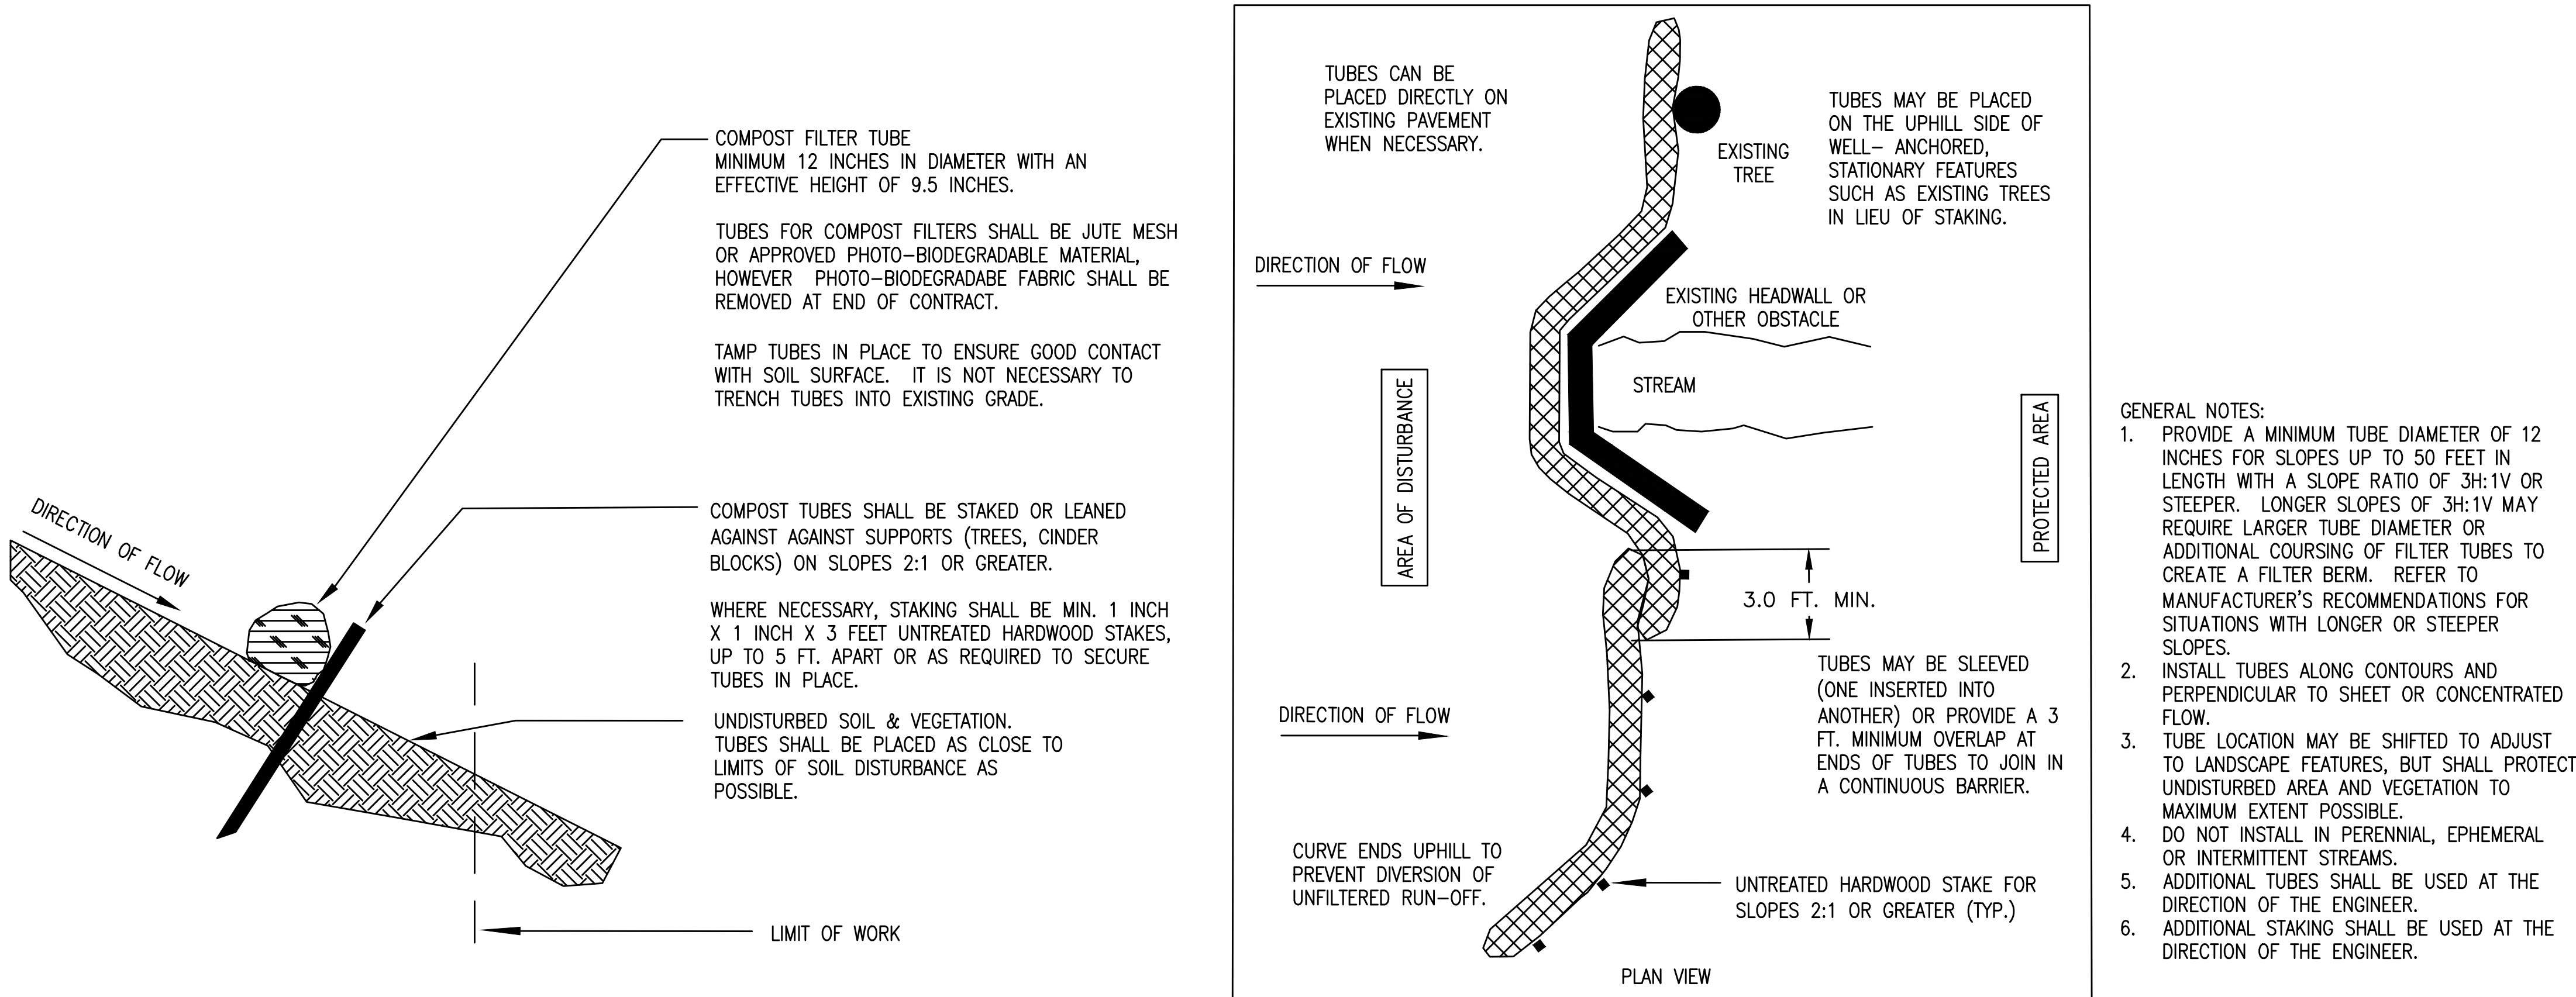 COMPOST FILTER TUBE
MINIMUM 12 INCHES IN DIAMETER WITH AN
EFFECTIVE HEIGHT OF 9.5 INCHES.
TUBES FOR COMPOST FILTERS SHALL BE JUTE MESH
OR APPROVED PHOTO-BIODEGRADABLE MATERIAL,
HOWEVER PHOTO-BIODEGRADABE FABRIC SHALL BE
REMOVED AT END OF CONTRACT.
TAMP TUBES IN PLACE TO ENSURE GOOD CONTACT
WITH SOIL SURFACE. IT IS NOT NECESSARY TO
TRENCH TUBES INTO EXISTING GRADE.
DIRECTION OF FLOW
COMPOST TUBES SHALL BE STAKED OR LEANED
AGAINST AGAINST SUPPORTS (TREES, CINDER
BLOCKS) ON SLOPES 2:1 OR GREATER.
WHERE NECESSARY, STAKING SHALL BE MIN. 1 INCH
X 1 INCH X 3 FEET UNTREATED HARDWOOD STAKES,
UP TO 5 FT. APART OR AS REQUIRED TO SECURE
TUBES IN PLACE.
UNDISTURBED SOIL & VEGETATION.
TUBES SHALL BE PLACED AS CLOSE TO
LIMITS OF SOIL DISTURBANCE AS
POSSIBLE.
LIMIT OF WORK
TUBES CAN BE
PLACED DIRECTLY ON
EXISTING PAVEMENT
WHEN NECESSARY.
EXISTING
TREE
TUBES MAY BE PLACED
ON THE UPHILL SIDE OF
WELL- ANCHORED,
STATIONARY FEATURES
SUCH AS EXISTING TREES
IN LIEU OF STAKING.
DIRECTION OF FLOW
EXISTING HEADWALL OR
OTHER OBSTACLE
STREAM
AREA OF DISTURBANCE
PROTECTED AREA
3.0 FT. MIN.
TUBES MAY BE SLEEVED
(ONE INSERTED INTO
ANOTHER) OR PROVIDE A 3
FT. MINIMUM OVERLAP AT
ENDS OF TUBES TO JOIN IN
A CONTINUOUS BARRIER.
DIRECTION OF FLOW
CURVE ENDS UPHILL TO
PREVENT DIVERSION OF
UNFILTERED RUN-OFF.
UNTREATED HARDWOOD STAKE FOR
SLOPES 2:1 OR GREATER (TYP.)
PLAN VIEW
GENERAL NOTES:
1. PROVIDE A MINIMUM TUBE DIAMETER OF 12
INCHES FOR SLOPES UP TO 50 FEET IN
LENGTH WITH A SLOPE RATIO OF 3H:1V OR
STEEPER. LONGER SLOPES OF 3H:1V MAY
REQUIRE LARGER TUBE DIAMETER OR
ADDITIONAL COURSING OF FILTER TUBES TO
CREATE A FILTER BERM. REFER TO
MANUFACTURER'S RECOMMENDATIONS FOR
SITUATIONS WITH LONGER OR STEEPER
SLOPES.
2. INSTALL TUBES ALONG CONTOURS AND
PERPENDICULAR TO SHEET OR CONCENTRATED
FLOW.
3. TUBE LOCATION MAY BE SHIFTED TO ADJUST
TO LANDSCAPE FEATURES, BUT SHALL PROTECT
UNDISTURBED AREA AND VEGETATION TO
MAXIMUM EXTENT POSSIBLE.
4. DO NOT INSTALL IN PERENNIAL, EPHEMERAL
OR INTERMITTENT STREAMS.
5. ADDITIONAL TUBES SHALL BE USED AT THE
DIRECTION OF THE ENGINEER.
6. ADDITIONAL STAKING SHALL BE USED AT THE
DIRECTION OF THE ENGINEER.